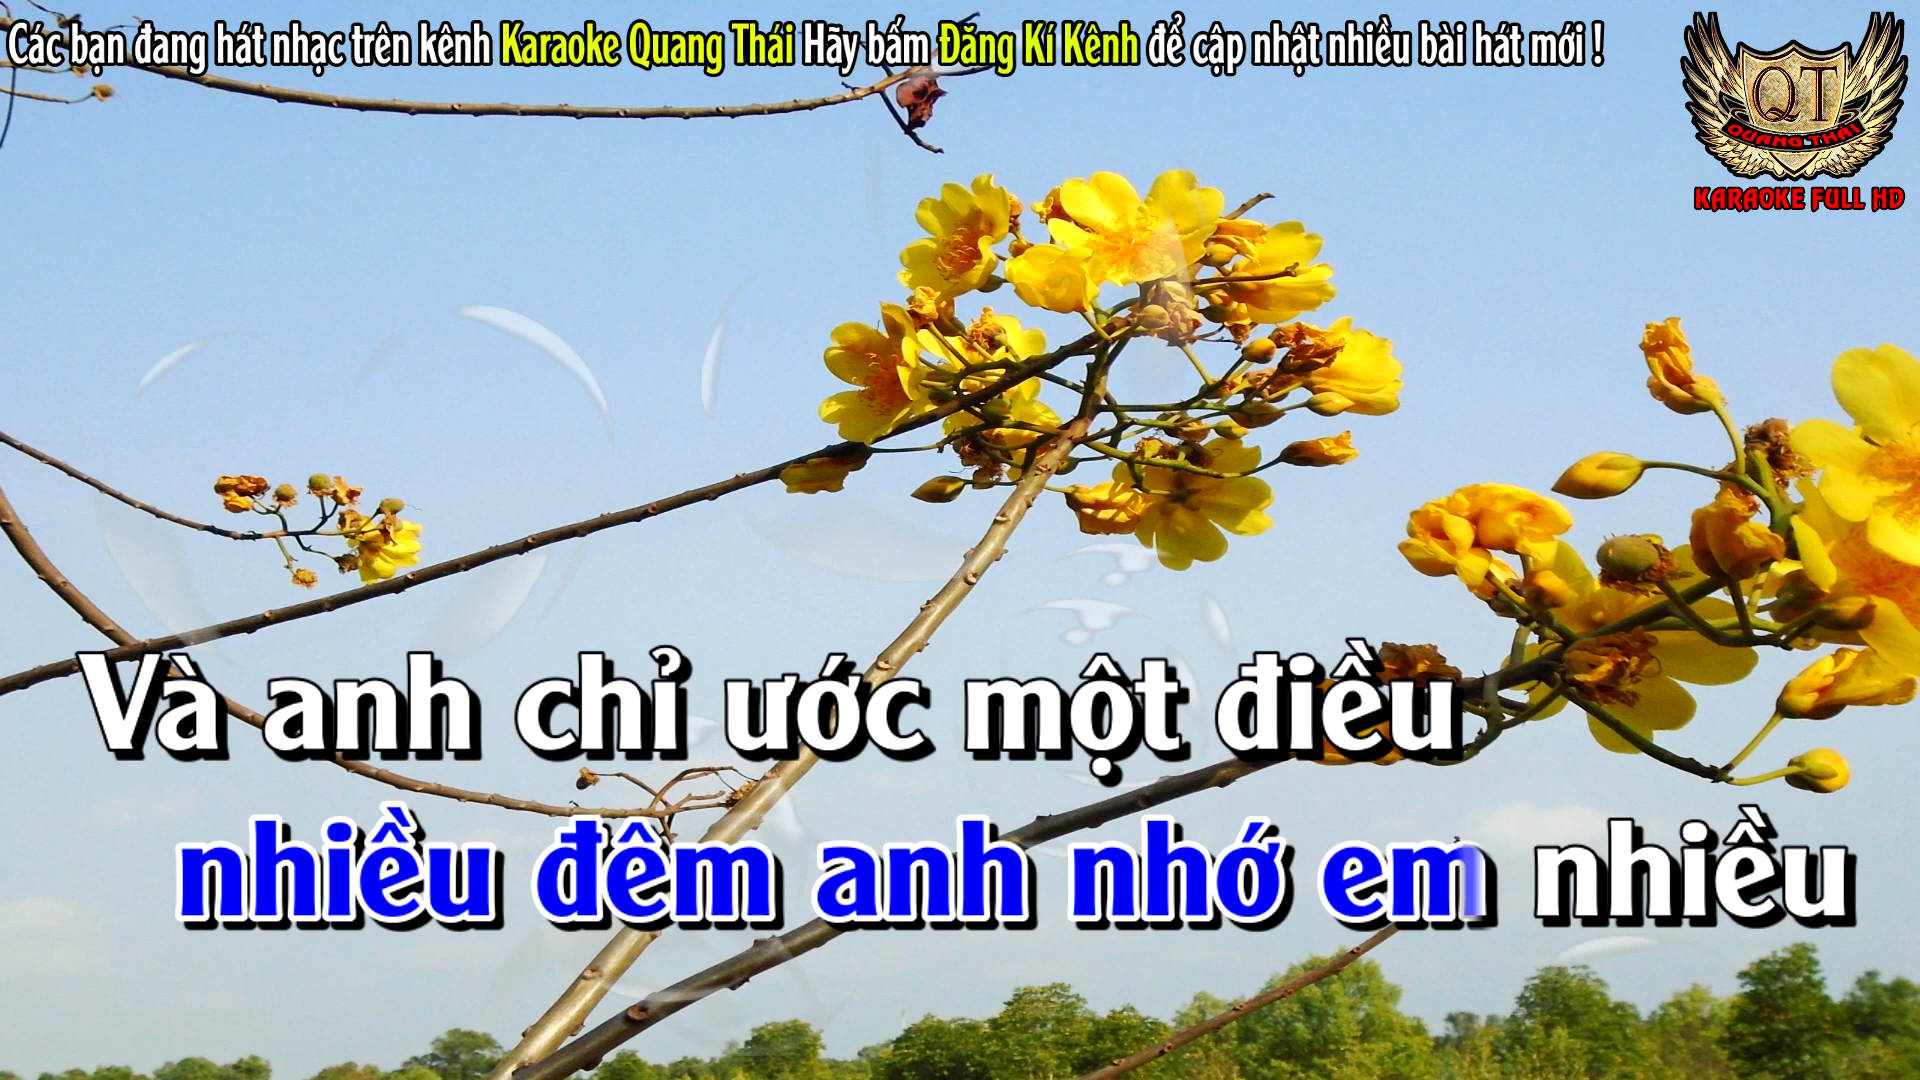 Các bạn đang hát nhạc trên kênh Karaoke Quang Thái Hãy bấm Đăng Kí Kênh để cập nhật nhiều bài hát mới !
QT
QUANG THÁI
KARAOKE FULL HD
Và anh chỉ ước một điều
nhiều đêm anh nhớ em nhiều